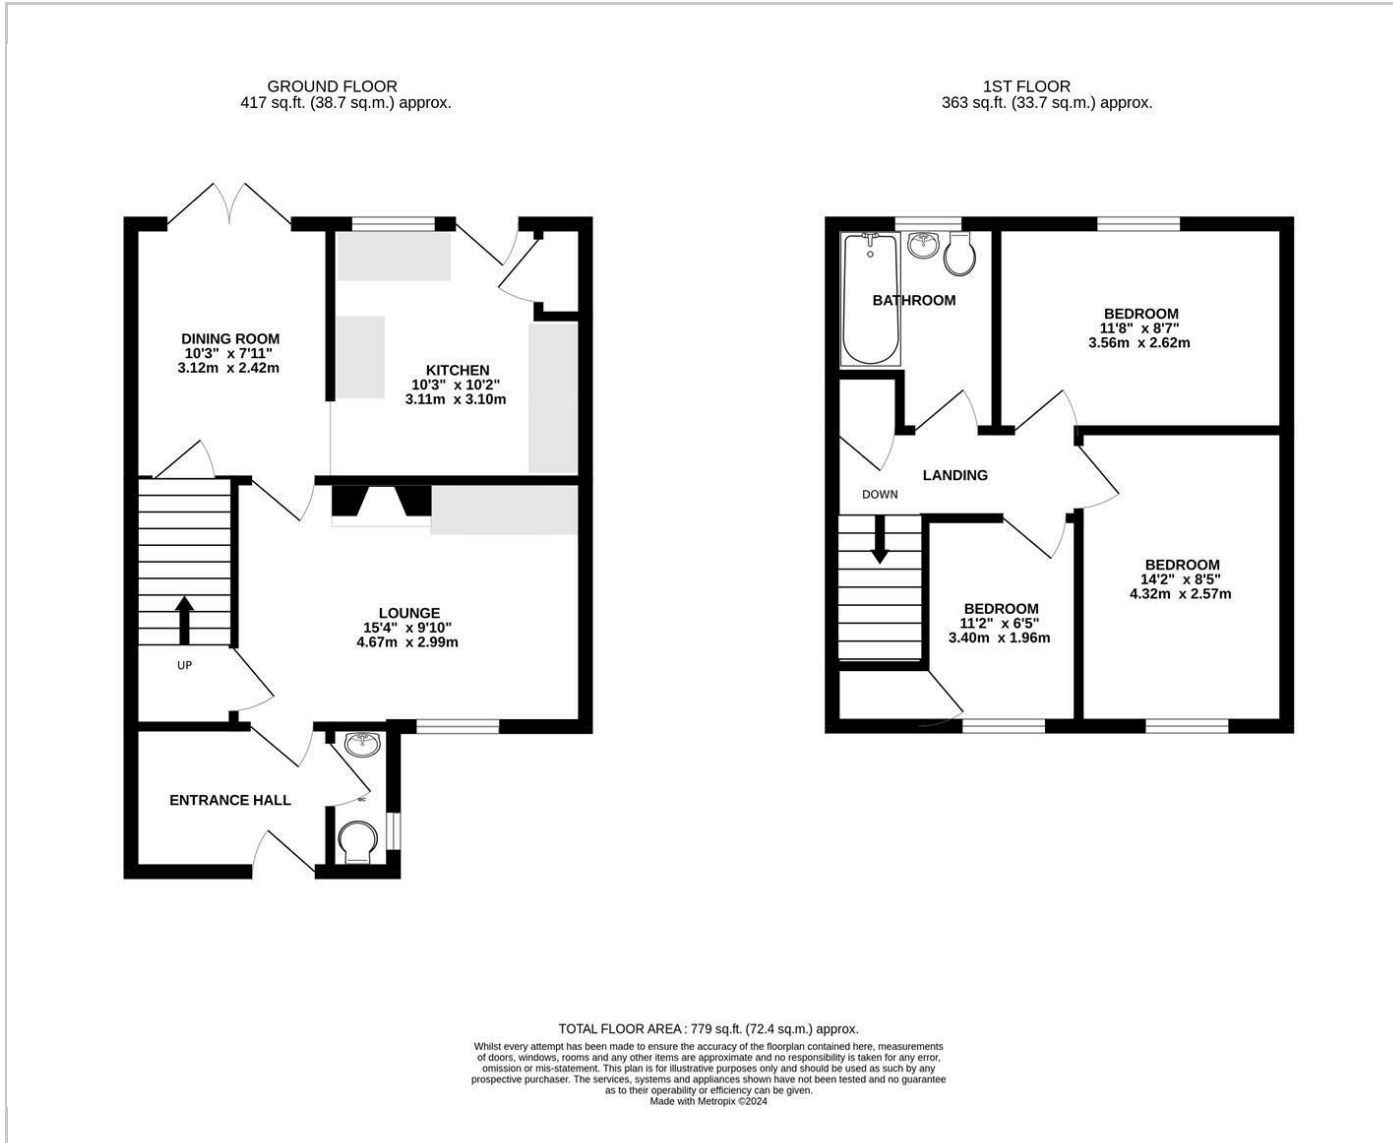 GROUND FLOOR
417 sq.ft. (38.7 sq.m.) approx.
1ST FLOOR
363 sq.ft. (33.7 sq.m.) approx.
DINING ROOM
10'3" x 7'11"
3.12m x 2.42m
KITCHEN
10'3" x 10'2"
3.11m x 3.10m
LOUNGE
15'4" x 9'10"
4.67m x 2.99m
UP
ENTRANCE HALL
WC
BATHROOM
BEDROOM
11'8" x 8'7"
3.56m x 2.62m
LANDING
DOWN
BEDROOM
14'2" x 8'5"
4.32m x 2.57m
BEDROOM
11'2" x 6'5"
3.40m x 1.96m
TOTAL FLOOR AREA : 779 sq.ft. (72.4 sq.m.) approx.
Whilst every attempt has been made to ensure the accuracy of the floorplan contained here, measurements
of doors, windows, rooms and any other items are approximate and no responsibility is taken for any error,
omission or mis-statement. This plan is for illustrative purposes only and should be used as such by any
prospective purchaser. The services, systems and appliances shown have not been tested and no guarantee
as to their operability or efficiency can be given.
Made with Metropix ©2024